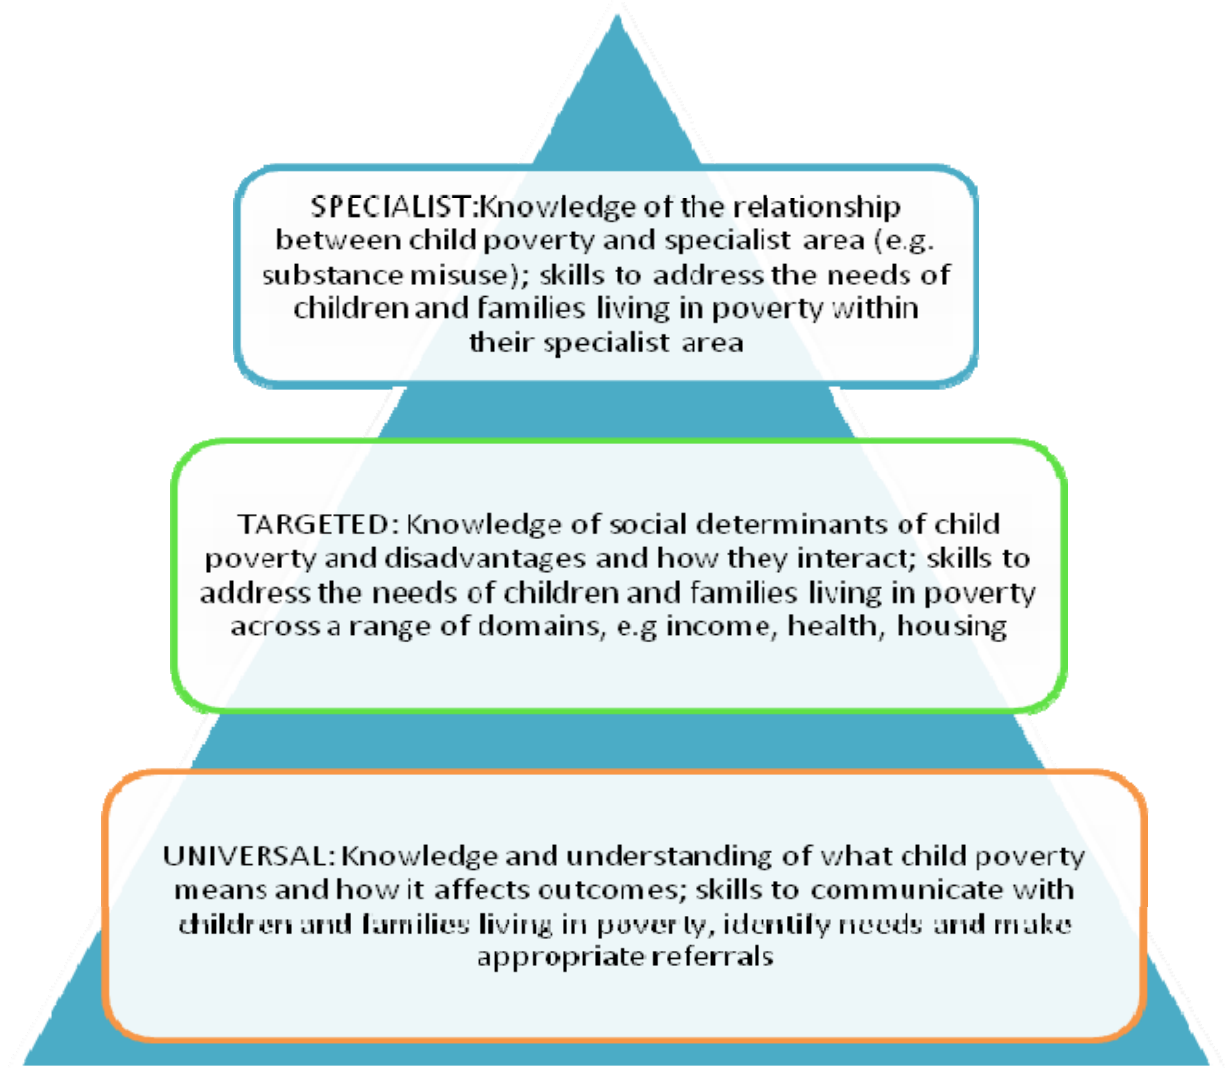 SPECIALIST:Knowledge of the relationship
between child poverty and specialist area (e.g.
substance misuse); skills to address the needs of
children and families living in poverty within
their specialist area
TARGETED: Knowledge of social determinants of child
poverty and disadvantages and how they interact; skills to
address the needs of children and families living in poverty
across a range of domains, e.g income, health, housing
UNIVERSAL: Knowledge and understanding of what child poverty
means and how it affects outcomes; skills to communicate with
children and families living in poverty, identify needs and make
appropriate referrals